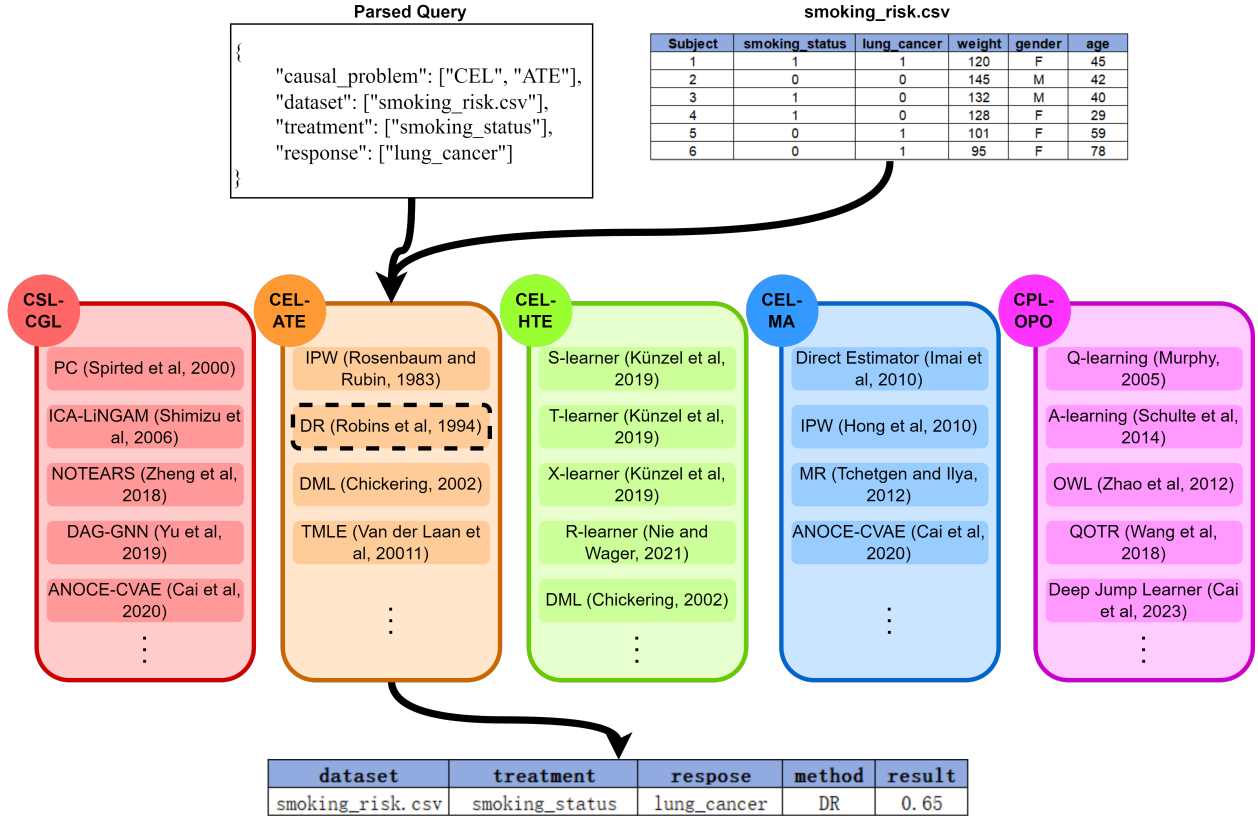 Parsed Query
{
"causal_problem": ["CEL", "ATE"],
"dataset": ["smoking_risk.csv"],
"treatment": ["smoking_status"],
"response": ["lung_cancer"]
}
smoking_risk.csv
Subject smoking_status lung_cancer weight gender age
1 1 1 120 F 45
2 0 0 145 M 42
3 1 0 132 M 40
4 1 0 128 F 29
5 0 1 101 F 59
6 0 1 95 F 78
CSL-
CGL
PC (Spirted et al, 2000)
ICA-LiNGAM (Shimizu et
al, 2006)
NOTEARS (Zheng et al,
2018)
DAG-GNN (Yu et al,
2019)
ANOCE-CVAE (Cai et al,
2020)
CEL-
ATE
IPW (Rosenbaum and
Rubin, 1983)
DR (Robins et al, 1994)
DML (Chickering, 2002)
TMLE (Van der Laan et
al, 20011)
CEL-
HTE
S-learner (Künzel et al,
2019)
T-learner (Künzel et al,
2019)
X-learner (Künzel et al,
2019)
R-learner (Nie and
Wager, 2021)
DML (Chickering, 2002)
CEL-
MA
Direct Estimator (Imai et
al, 2010)
IPW (Hong et al, 2010)
MR (Tchetgen and Ilya,
2012)
ANOCE-CVAE (Cai et al,
2020)
CPL-
OPO
Q-learning (Murphy,
2005)
A-learning (Schulte et al,
2014)
OWL (Zhao et al, 2012)
QOTR (Wang et al,
2018)
Deep Jump Learner (Cai
et al, 2023)
dataset treatment respose method result
smoking_risk.csv smoking_status lung_cancer DR 0.65